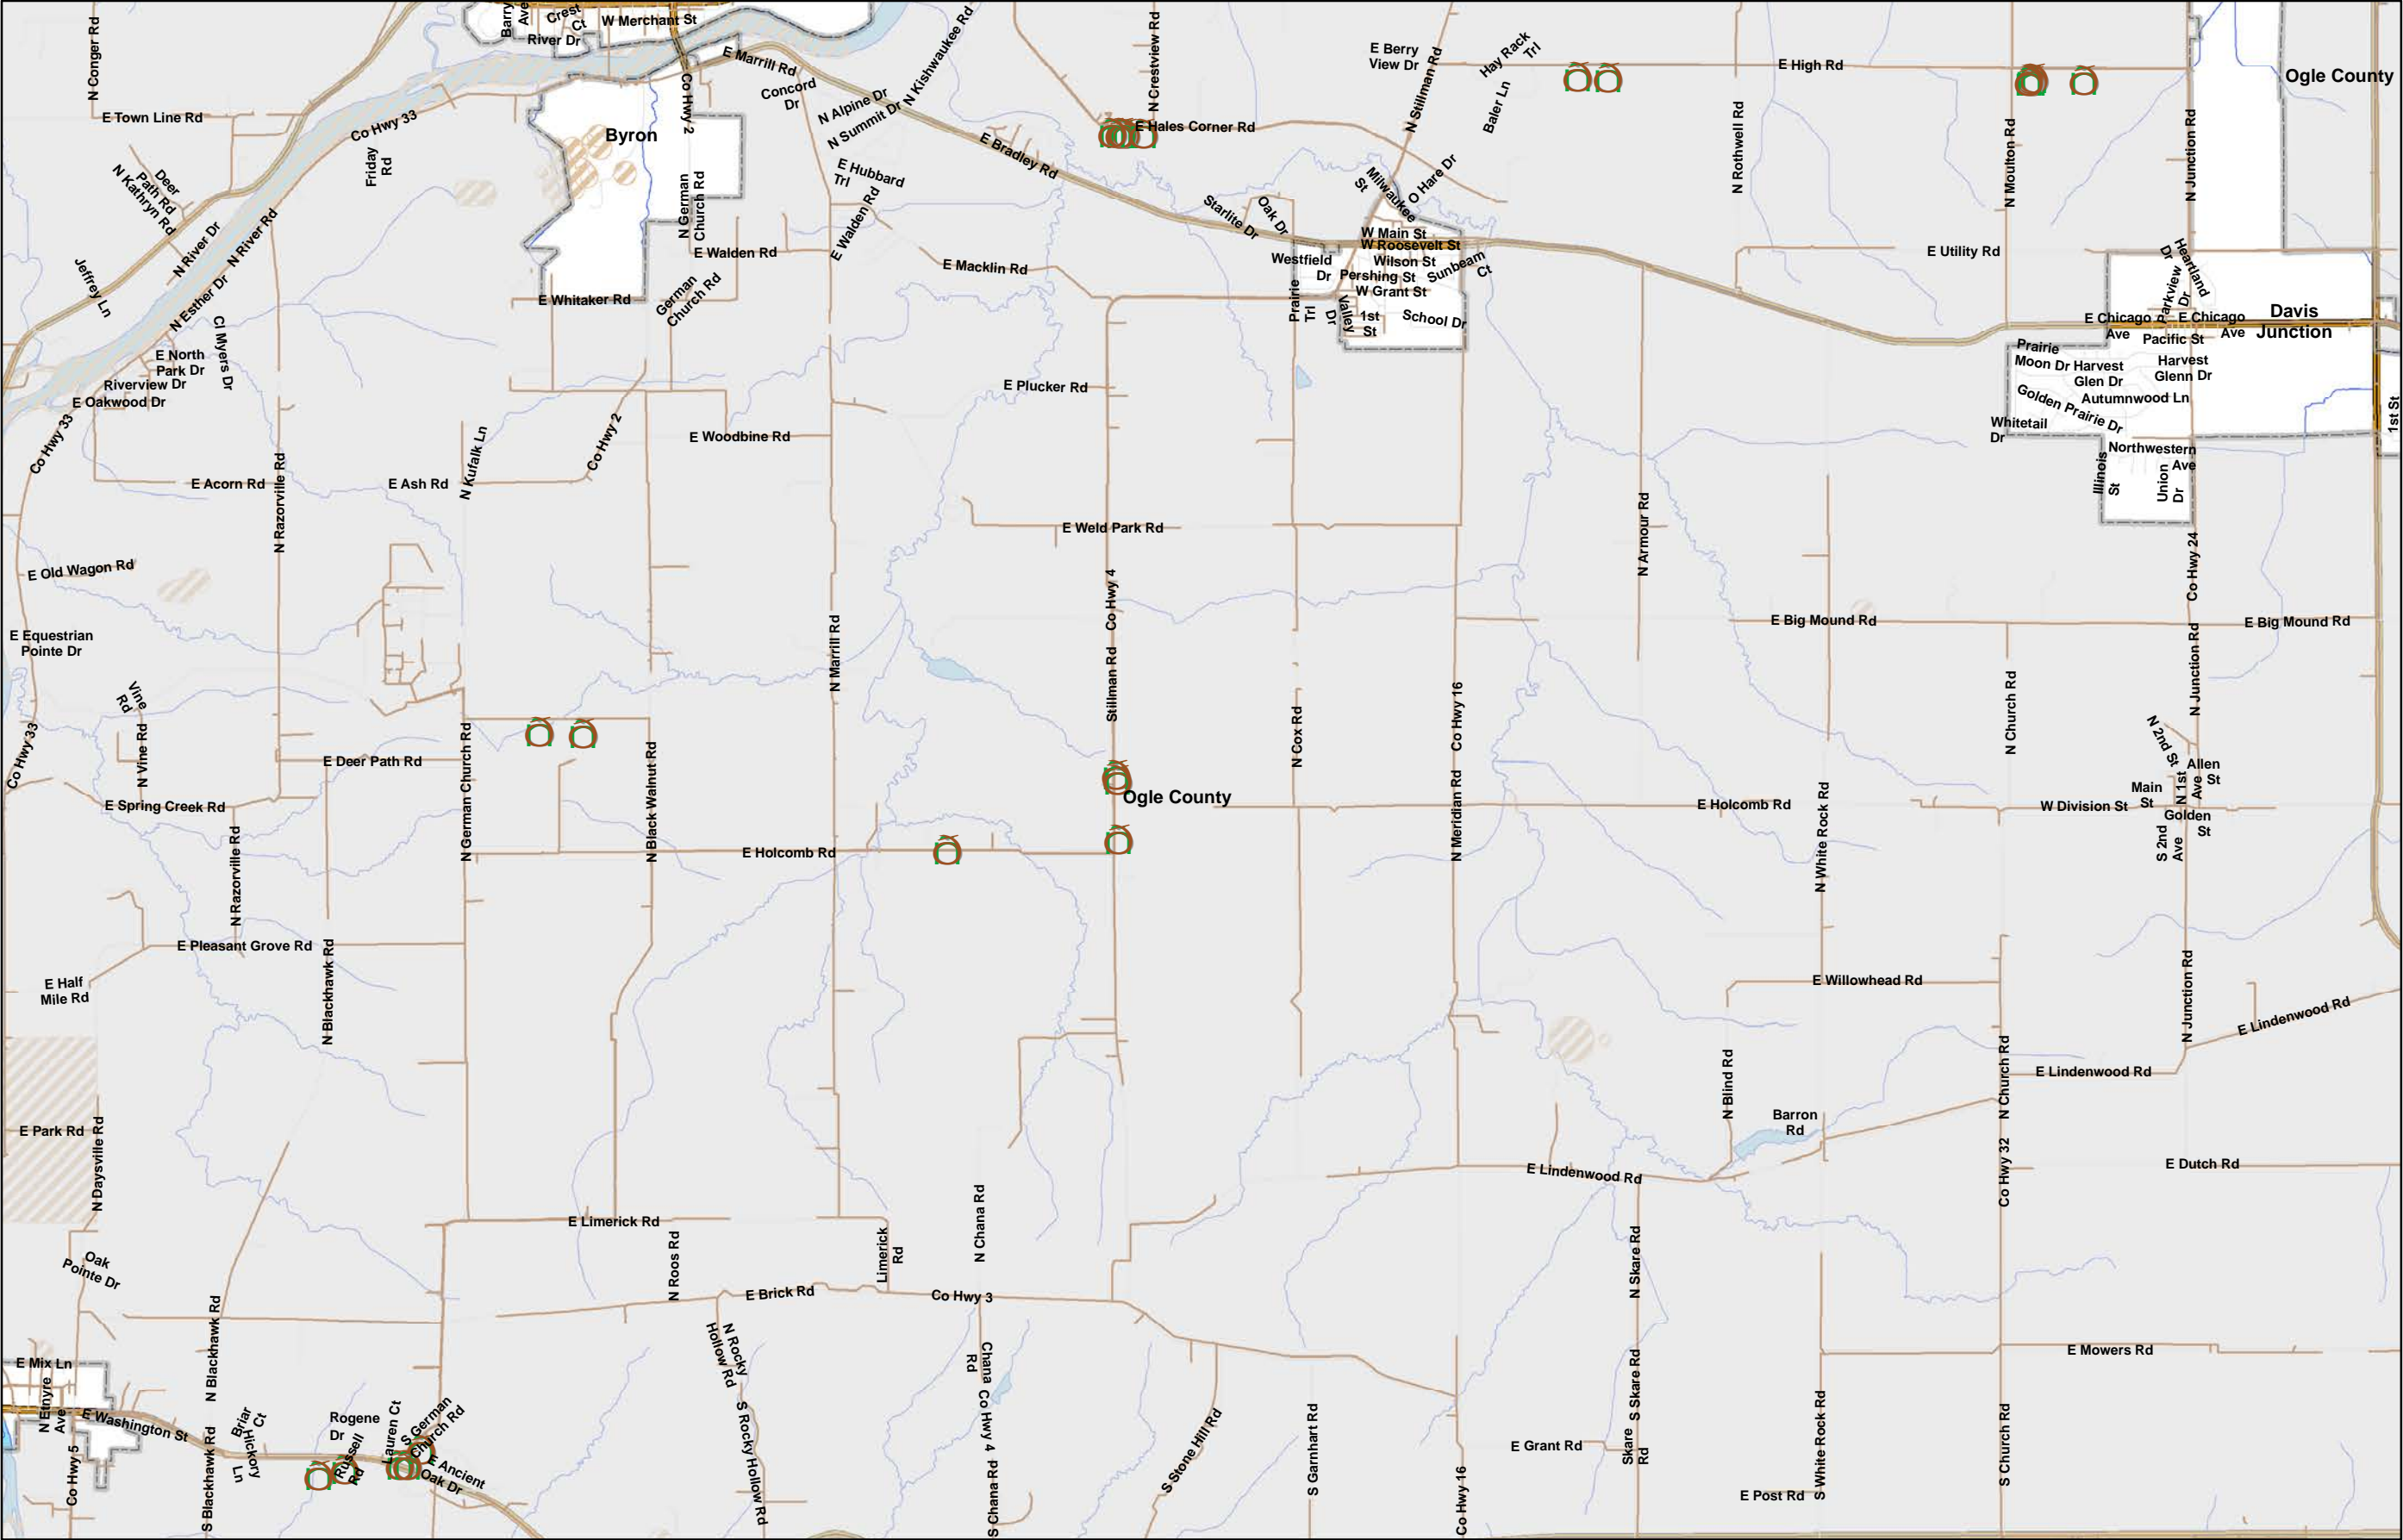 Barry
Ave
Crest
Ct
W Merchant St
River Dr
N Conger Rd
E Town Line Rd
Co Hwy 33
Friday
Rd
Byron
Co Hwy 2
E Marrill Rd
Concord
Dr
N Alpine Dr
N Summit Dr
N Kishwaukee Rd
N Crestview Rd
E Hales Corner Rd
E Bradley Rd
E Hubbard
Trl
E Walden Rd
E Berry
View Dr
N Stillman Rd
Hay Rack
Trl
Baler Ln
E High Rd
Ogle County
N Rothwell Rd
N Moulton Rd
N Junction Rd
Deer
Path Rd
N Kathryn Rd
N River Dr
N River Rd
N Esther Dr
Jeffrey Ln
Cl Myers Dr
E North
Park Dr
Riverview Dr
E Oakwood Dr
Co Hwy 33
N German
Church Rd
E Walden Rd
German
Church Rd
E Whitaker Rd
E Macklin Rd
Starlite Dr
Oak Dr
Milwaukee
St
O Hare Dr
W Main St
W Roosevelt St
Westfield
Dr
Wilson St
Pershing St
Sunbeam
Ct
W Grant St
Prairie
Trl
Valley
Dr
1st
St
School Dr
E Utility Rd
Heartland
Dr
Parkview
Dr
E Chicago
Ave
E Chicago
Ave
Davis
Junction
Pacific St
Prairie
Moon Dr
Harvest
Glen Dr
Harvest
Glenn Dr
Autumnwood Ln
Golden Prairie Dr
Whitetail
Dr
1st St
Northwestern
Ave
Illinois
St
Union
Dr
E Plucker Rd
E Woodbine Rd
Co Hwy 2
N Kufalk Ln
E Acorn Rd
N Razorville Rd
E Ash Rd
E Weld Park Rd
N Armour Rd
Co Hwy 24
E Old Wagon Rd
Co Hwy 4
E Equestrian
Pointe Dr
N Marrill Rd
Stillman Rd
E Big Mound Rd
E Big Mound Rd
N Junction Rd
Vine
Rd
N Vine Rd
Co Hwy 33
E Deer Path Rd
N German Church Rd
N Black Walnut Rd
N Cox Rd
Co Hwy 16
N Meridian Rd
N Church Rd
N 2nd St
Allen
St
Main
St
N 1st
Ave
E Spring Creek Rd
Ogle County
E Holcomb Rd
W Division St
Golden
St
S 2nd
Ave
N Razorville Rd
E Holcomb Rd
N White Rock Rd
E Pleasant Grove Rd
N Blackhawk Rd
E Half
Mile Rd
E Willowhead Rd
N Junction Rd
E Lindenwood Rd
E Lindenwood Rd
N Blind Rd
N Church Rd
Barron
Rd
E Park Rd
N Daysville Rd
E Lindenwood Rd
Co Hwy 32
E Dutch Rd
E Limerick Rd
Limerick
Rd
N Chana Rd
N Roos Rd
N Skare Rd
Oak
Pointe Dr
E Brick Rd
Co Hwy 3
N Blackhawk Rd
N Rocky
Hollow Rd
Chana
Rd
Co Hwy 4
E Mix Ln
E Mowers Rd
S Skare Rd
Skare
Rd
N Etnyre
Ave
E Washington St
Co Hwy 5
S Blackhawk Rd
Briar
Ct
Hickory
Ln
Rogene
Dr
Russell
Rd
Lauren Ct
S German
Church Rd
E Ancient
Oak Dr
S Rocky Hollow Rd
S Chana Rd
S Stone Hill Rd
S Garnhart Rd
Co Hwy 16
E Grant Rd
E Post Rd
S White Rock Rd
S Church Rd